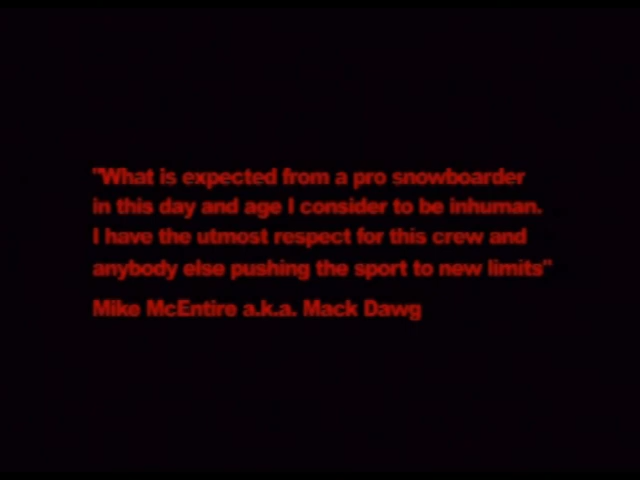 "What is expected from a pro snowboarder
in this day and age I consider to be inhuman.
I have the utmost respect for this crew and
anybody else pushing the sport to new limits"
Mike McEntire a.k.a. Mack Dawg